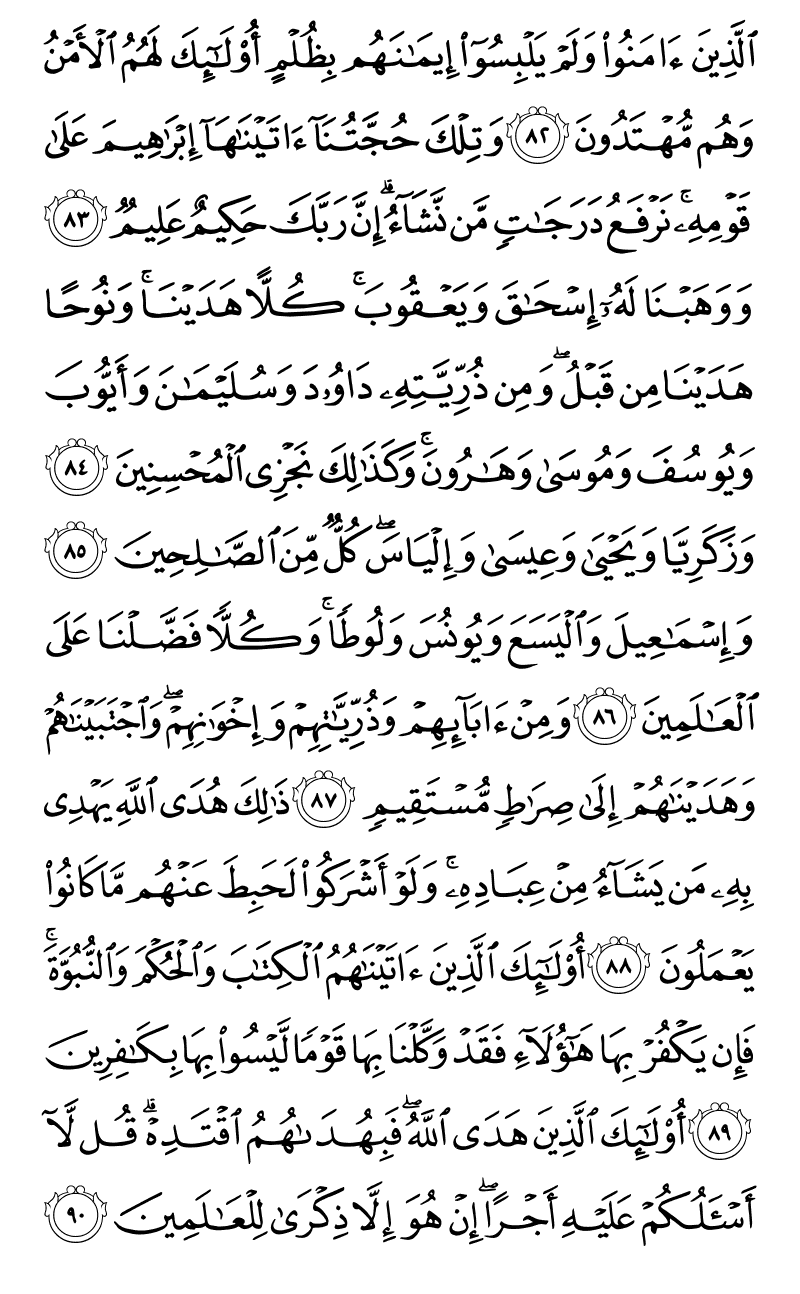 ٱلَّذِينَ ءَامَنُوا۟ وَلَمْ يَلْبِسُوٓا۟ إِيمَـٰنَهُم بِظُلْمٍ أُو۟لَـٰٓئِكَ لَهُمُ ٱلْأَمْنُ
وَهُم مُّهْتَدُونَ ٨٢ وَتِلْكَ حُجَّتُنَآ ءَاتَيْنَـٰهَآ إِبْرَٰهِيمَ عَلَىٰ
قَوْمِهِۦ ۚ نَرْفَعُ دَرَجَـٰتٍ مَّن نَّشَآءُ ۗ إِنَّ رَبَّكَ حَكِيمٌ عَلِيمٌ ٨٣
وَوَهَبْنَا لَهُۥٓ إِسْحَـٰقَ وَيَعْقُوبَ ۚ كُلًّا هَدَيْنَا ۚ وَنُوحًا
هَدَيْنَا مِن قَبْلُ ۖ وَمِن ذُرِّيَّتِهِۦ دَاوُۥدَ وَسُلَيْمَـٰنَ وَأَيُّوبَ
وَيُوسُفَ وَمُوسَىٰ وَهَـٰرُونَ ۚ وَكَذَٰلِكَ نَجْزِى ٱلْمُحْسِنِينَ ٨٤
وَزَكَرِيَّا وَيَحْيَىٰ وَعِيسَىٰ وَإِلْيَاسَ ۖ كُلٌّ مِّنَ ٱلصَّـٰلِحِينَ ٨٥
وَإِسْمَـٰعِيلَ وَٱلْيَسَعَ وَيُونُسَ وَلُوطًا ۚ وَكُلًّا فَضَّلْنَا عَلَى
ٱلْعَـٰلَمِينَ ٨٦ وَمِنْ ءَابَآئِهِمْ وَذُرِّيَّـٰتِهِمْ وَإِخْوَٰنِهِمْ ۖ وَٱجْتَبَيْنَـٰهُمْ
وَهَدَيْنَـٰهُمْ إِلَىٰ صِرَٰطٍ مُّسْتَقِيمٍ ٨٧ ذَٰلِكَ هُدَى ٱللَّهِ يَهْدِى
بِهِۦ مَن يَشَآءُ مِنْ عِبَادِهِۦ ۚ وَلَوْ أَشْرَكُوا۟ لَحَبِطَ عَنْهُم مَّا كَانُوا۟
يَعْمَلُونَ ٨٨ أُو۟لَـٰٓئِكَ ٱلَّذِينَ ءَاتَيْنَـٰهُمُ ٱلْكِتَـٰبَ وَٱلْحُكْمَ وَٱلنُّبُوَّةَ ۚ
فَإِن يَكْفُرْ بِهَا هَـٰٓؤُلَآءِ فَقَدْ وَكَّلْنَا بِهَا قَوْمًا لَّيْسُوا۟ بِهَا بِكَـٰفِرِينَ
٨٩ أُو۟لَـٰٓئِكَ ٱلَّذِينَ هَدَى ٱللَّهُ ۖ فَبِهُدَىٰهُمُ ٱقْتَدِهْ ۗ قُل لَّآ
أَسْـَٔلُكُمْ عَلَيْهِ أَجْرًا ۖ إِنْ هُوَ إِلَّا ذِكْرَىٰ لِلْعَـٰلَمِينَ ٩٠